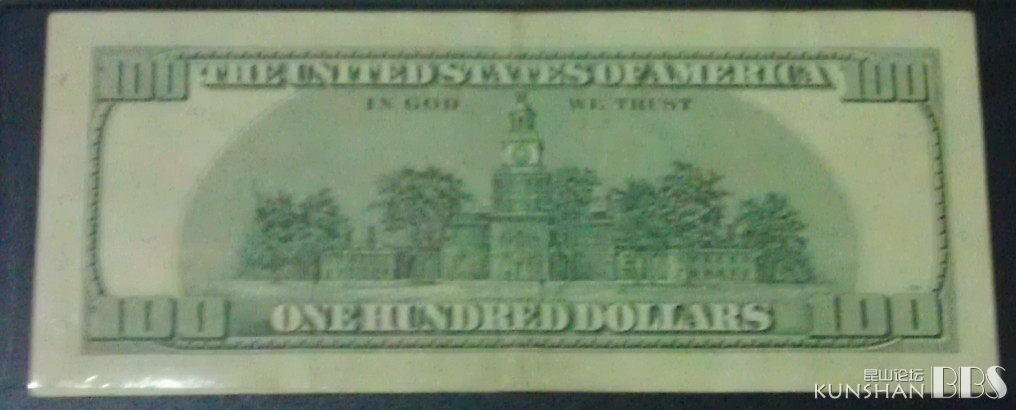 100 THE UNITED STATES OF AMERICA 100
IN GOD WE TRUST
100 ONE HUNDRED DOLLARS 100
昆山论坛
KUNSHAN BBS